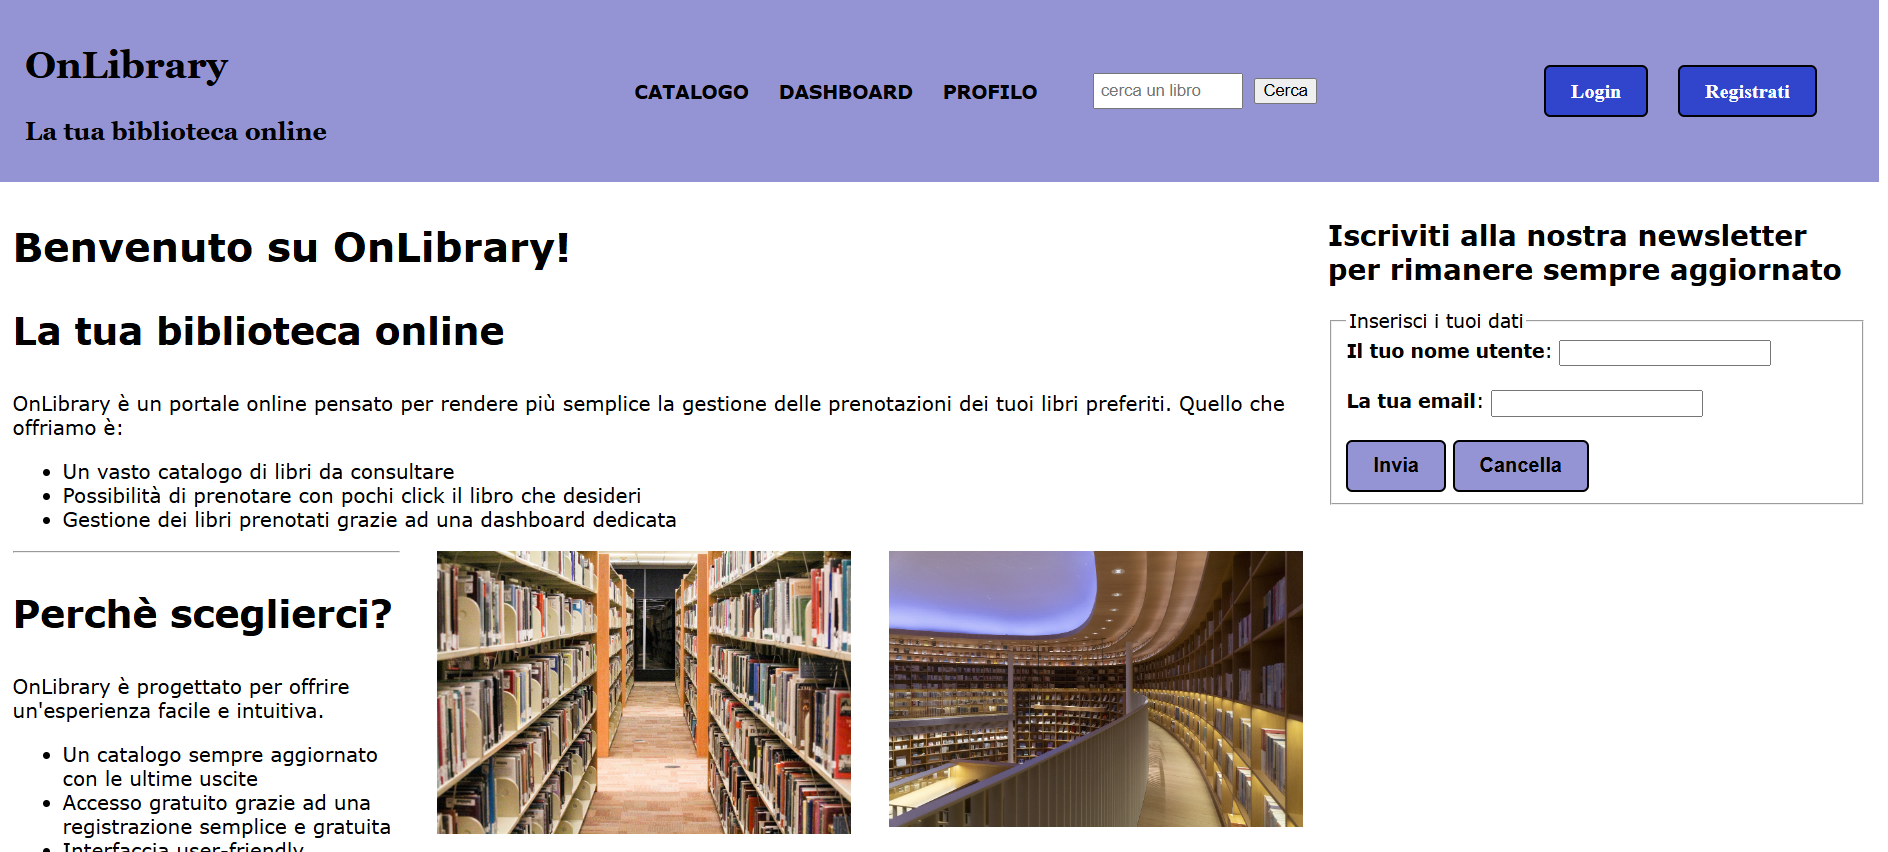 OnLibrary
La tua biblioteca online
CATALOGO DASHBOARD PROFILO cerca un libro Cerca
Login Registrati
Benvenuto su OnLibrary!
La tua biblioteca online
OnLibrary è un portale online pensato per rendere più semplice la gestione delle prenotazioni dei tuoi libri preferiti. Quello che
offriamo è:
Un vasto catalogo di libri da consultare
Possibilità di prenotare con pochi click il libro che desideri
Gestione dei libri prenotati grazie ad una dashboard dedicata
Perchè sceglierci?
OnLibrary è progettato per offrire
un'esperienza facile e intuitiva.
Un catalogo sempre aggiornato
con le ultime uscite
Accesso gratuito grazie ad una
registrazione semplice e gratuita
Interfaccia user-friendly
Iscriviti alla nostra newsletter
per rimanere sempre aggiornato
Inserisci i tuoi dati
Il tuo nome utente:
La tua email:
Invia Cancella